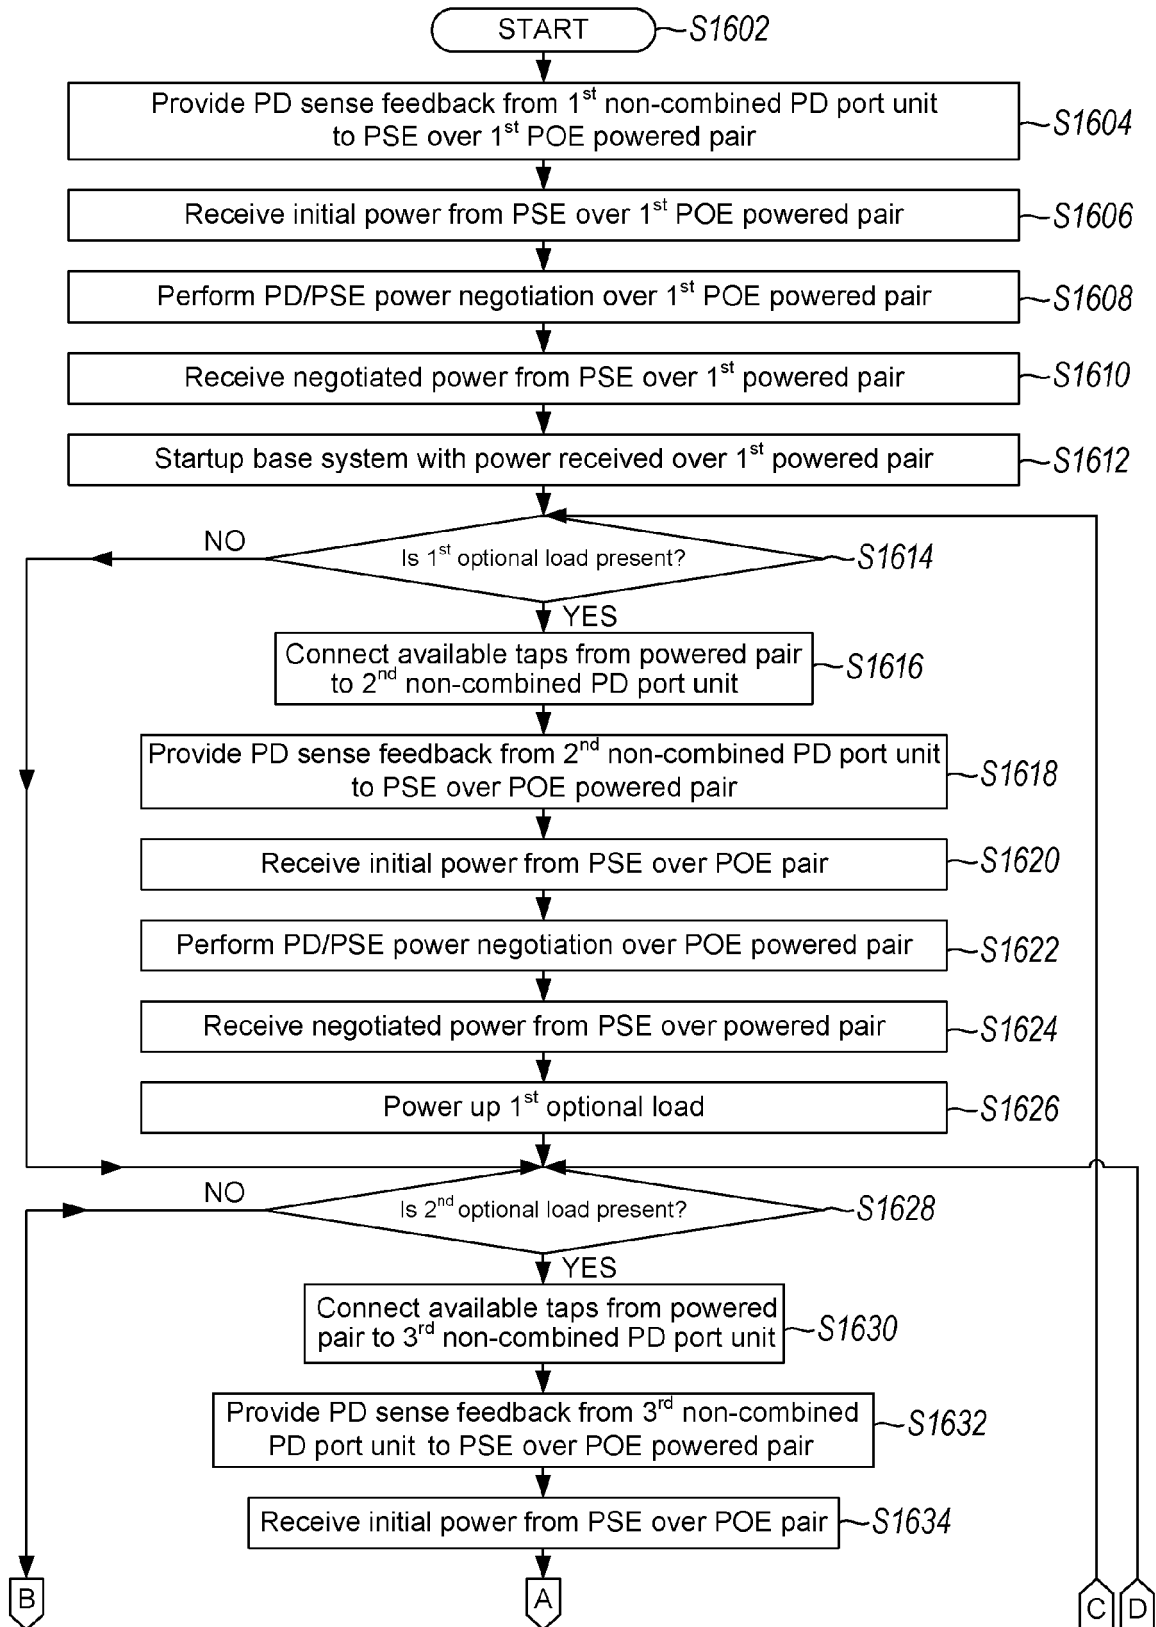 START
S1602
Provide PD sense feedback from 1st non-combined PD port unit
to PSE over 1st POE powered pair
S1604
Receive initial power from PSE over 1st POE powered pair
S1606
Perform PD/PSE power negotiation over 1st POE powered pair
S1608
Receive negotiated power from PSE over 1st powered pair
S1610
Startup base system with power received over 1st powered pair
S1612
NO
Is 1st optional load present?
S1614
YES
Connect available taps from powered pair
to 2nd non-combined PD port unit
S1616
Provide PD sense feedback from 2nd non-combined PD port unit
to PSE over POE powered pair
S1618
Receive initial power from PSE over POE pair
S1620
Perform PD/PSE power negotiation over POE powered pair
S1622
Receive negotiated power from PSE over powered pair
S1624
Power up 1st optional load
S1626
NO
Is 2nd optional load present?
S1628
YES
Connect available taps from powered
pair to 3rd non-combined PD port unit
S1630
Provide PD sense feedback from 3rd non-combined
PD port unit to PSE over POE powered pair
S1632
Receive initial power from PSE over POE pair
S1634
B
A
C
D